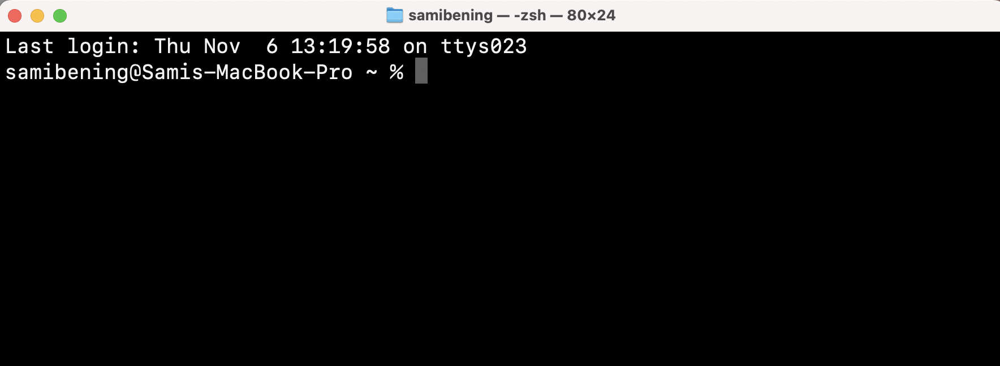 samibening — -zsh — 80×24
Last login: Thu Nov  6 13:19:58 on ttys023
samibening@Samis-MacBook-Pro ~ %